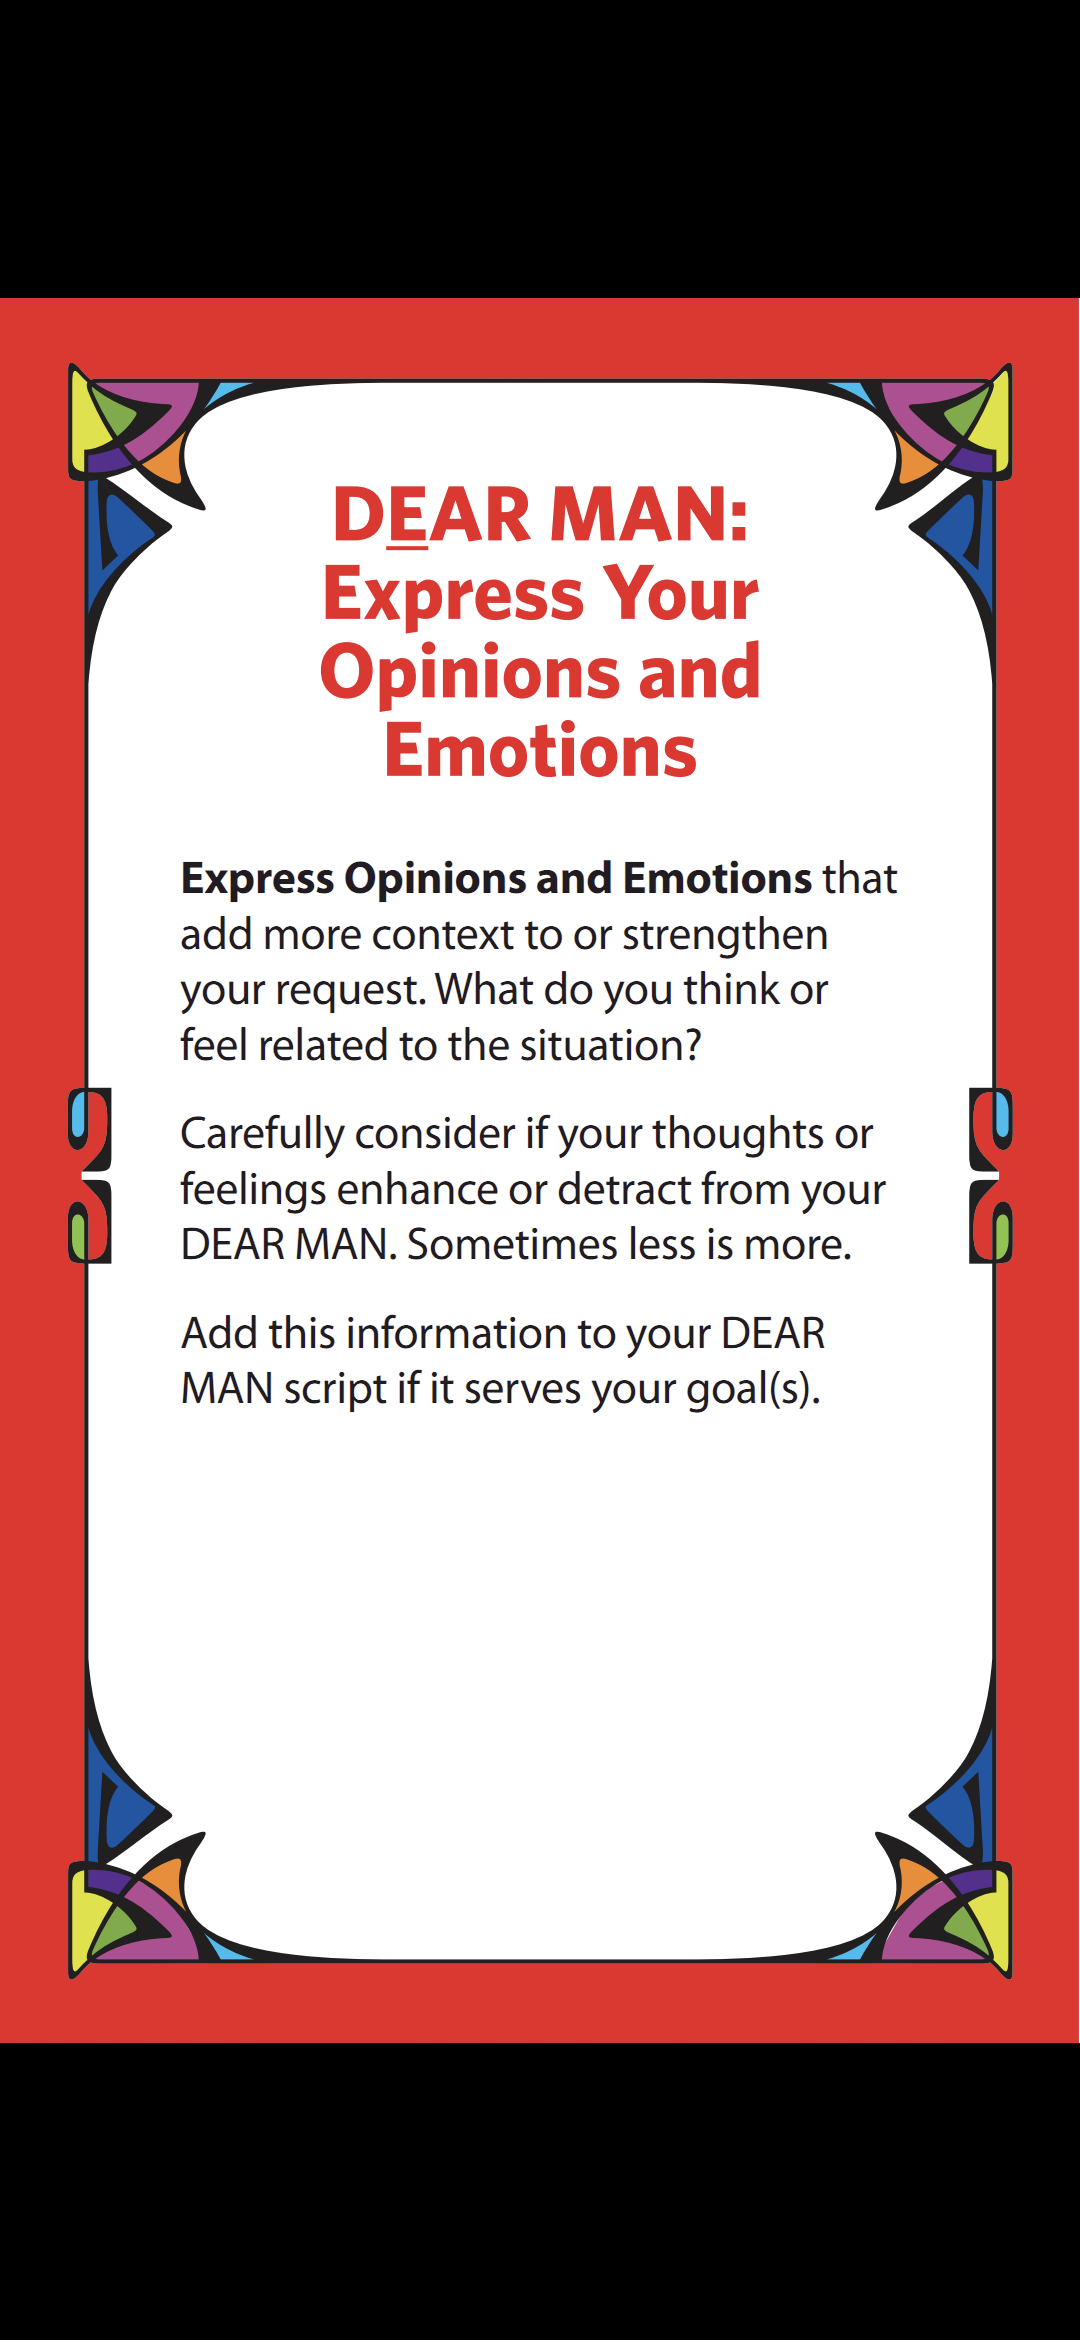 DEAR MAN:
Express Your
Opinions and
Emotions
Express Opinions and Emotions that
add more context to or strengthen
your request. What do you think or
feel related to the situation?
Carefully consider if your thoughts or
feelings enhance or detract from your
DEAR MAN. Sometimes less is more.
Add this information to your DEAR
MAN script if it serves your goal(s).